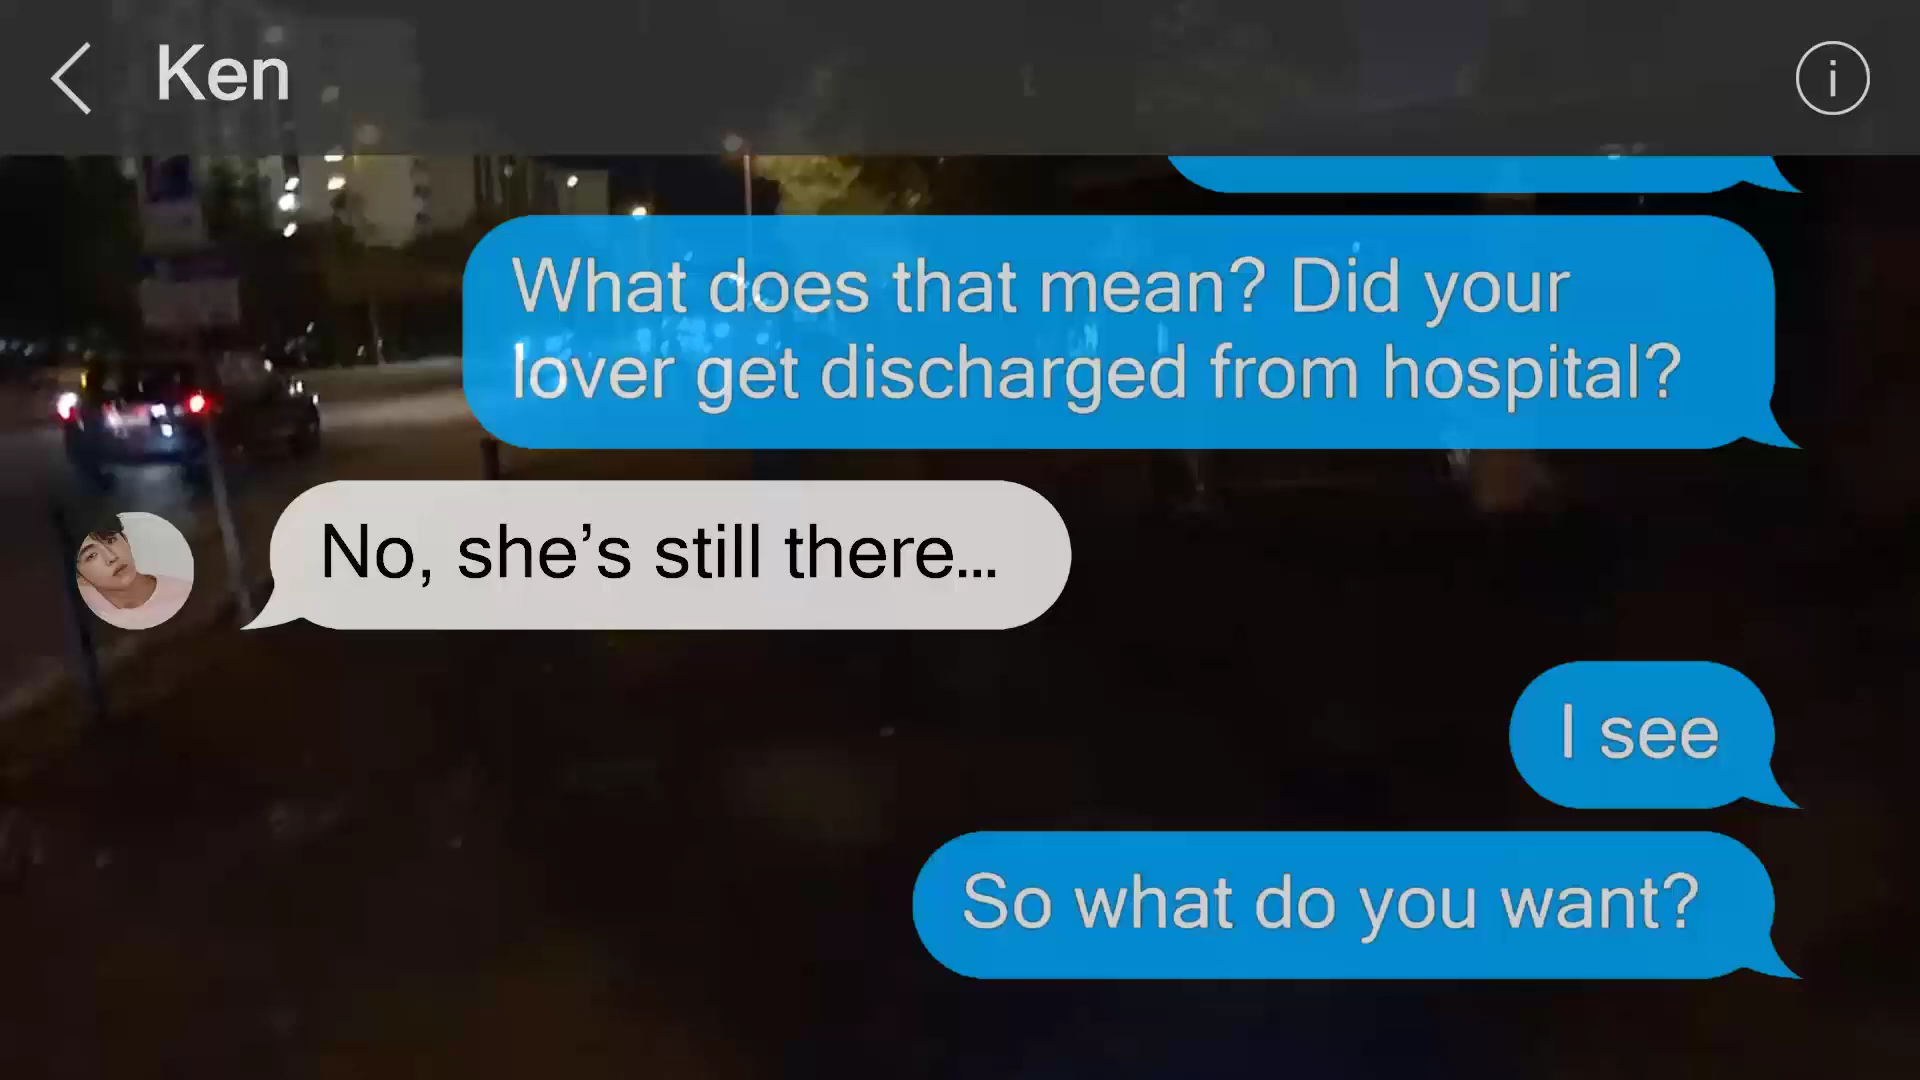 Ken
What does that mean? Did your
lover get discharged from hospital?
No, she’s still there...
I see
So what do you want?